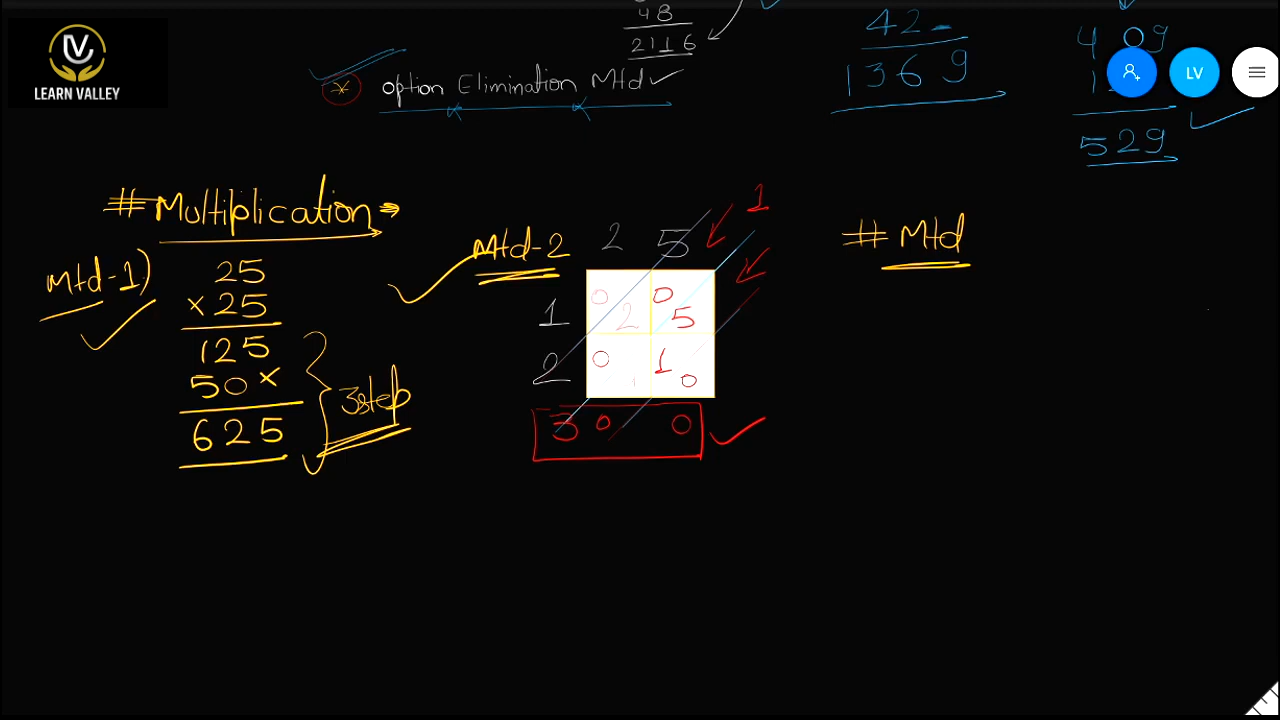 48
2116
42-
1369
409
529
LV
LEARN VALLEY
* option Elimination Mtd ✓
# Multiplication →
mtd-1)
25
×25
125
50×
625
3step
Mtd-2
2 5
1
1
2
0 2
0 5
0
1 0
3 0 0
# Mtd
LV